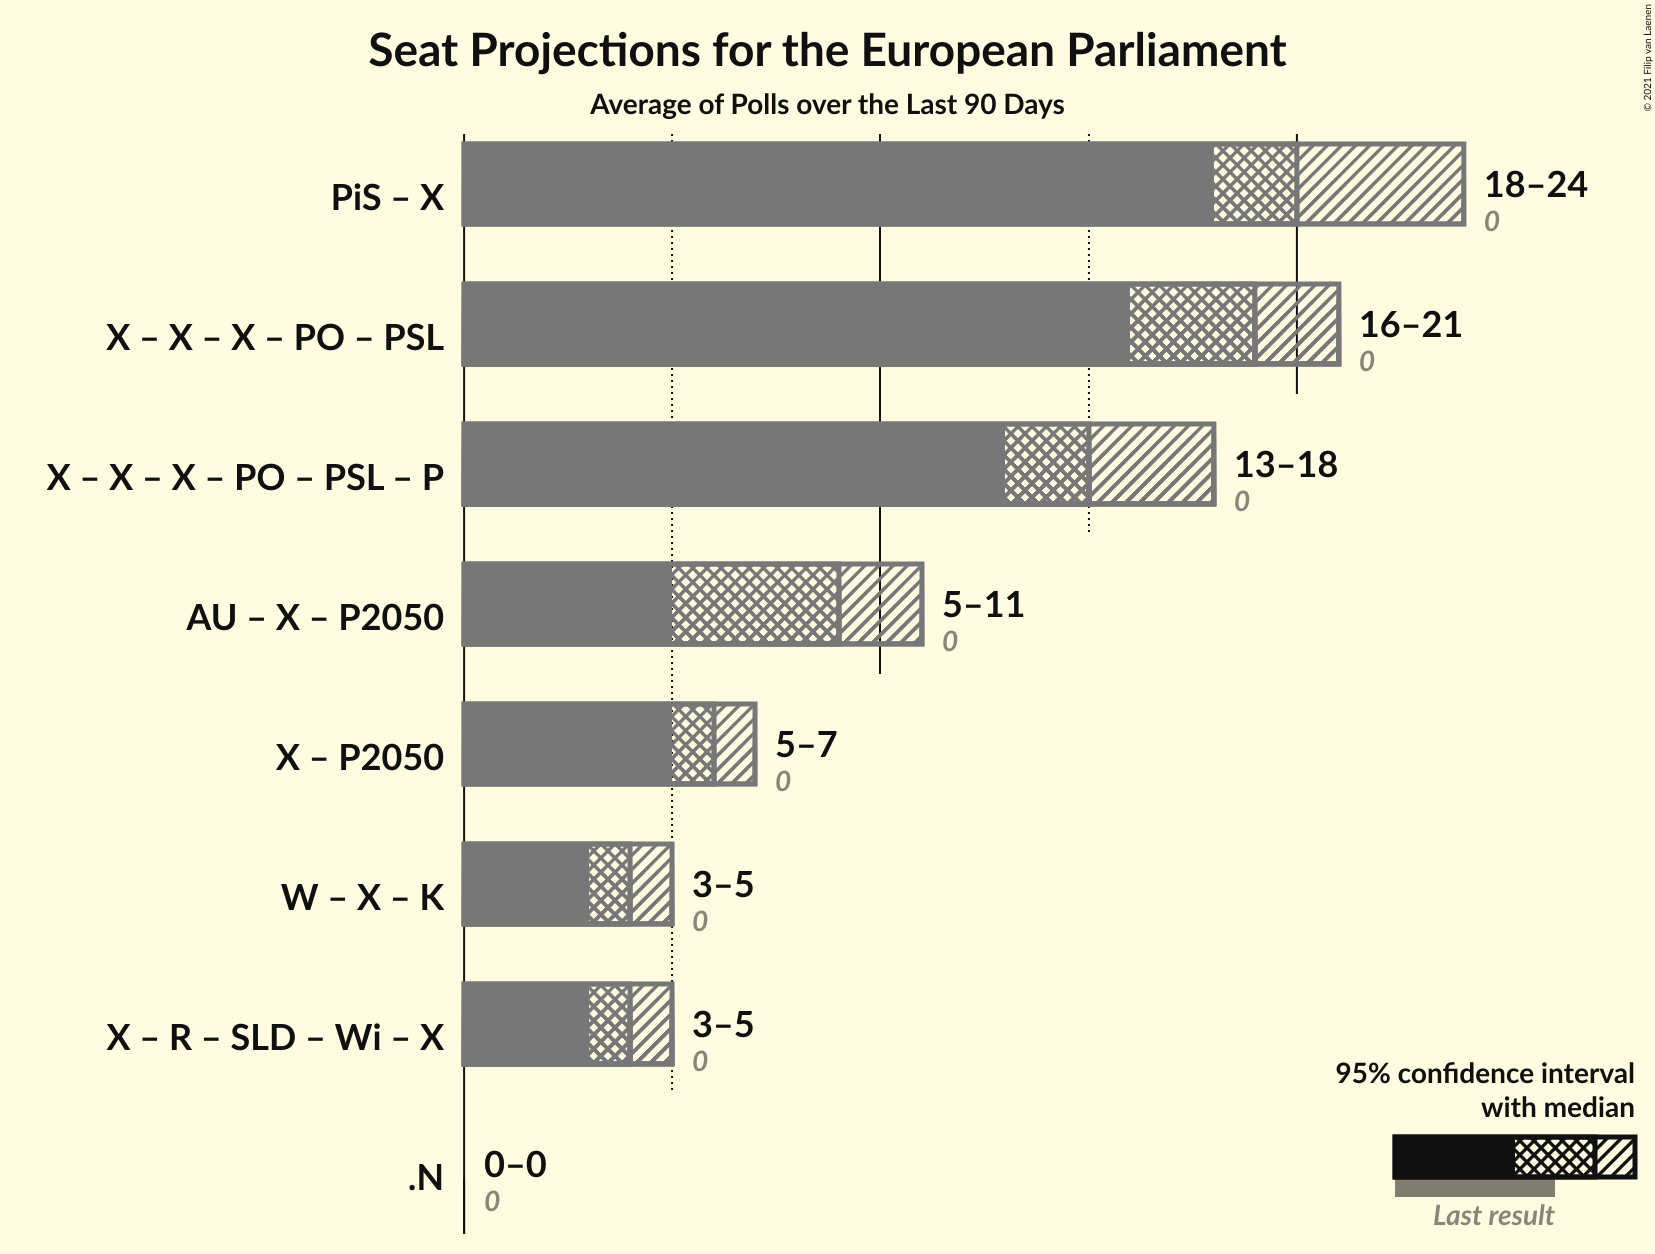 Seat Projections for the European Parliament
Average of Polls over the Last 90 Days
© 2021 Filip van Laenen
PiS – X
18–24
0
X – X – X – PO – PSL
16–21
0
X – X – X – PO – PSL – P
13–18
0
AU – X – P2050
5–11
0
X – P2050
5–7
0
W – X – K
3–5
0
X – R – SLD – Wi – X
3–5
0
.N
0–0
0
95% confidence interval
with median
Last result